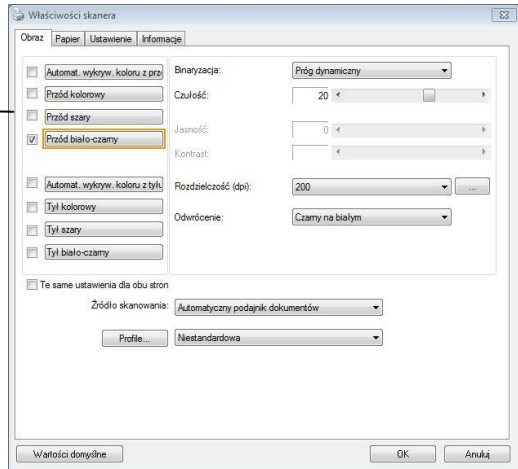 Właściwości skanera
Obraz Papier Ustawienie Informacje
Automat. wykryw. koloru z prze
Przód kolorowy
Przód szary
Przód biało-czarny
Automat. wykryw. koloru z tyłu
Tył kolorowy
Tył szary
Tył biało-czarny
Binaryzacja: Próg dynamiczny
Czułość: 20
Jasność: 0
Kontrast:
Rozdzielczość (dpi): 200 ...
Odwrócenie: Czarny na białym
Te same ustawienia dla obu stron
Źródło skanowania: Automatyczny podajnik dokumentów
Profile... Niestandardowa
Wartości domyślne OK Anuluj